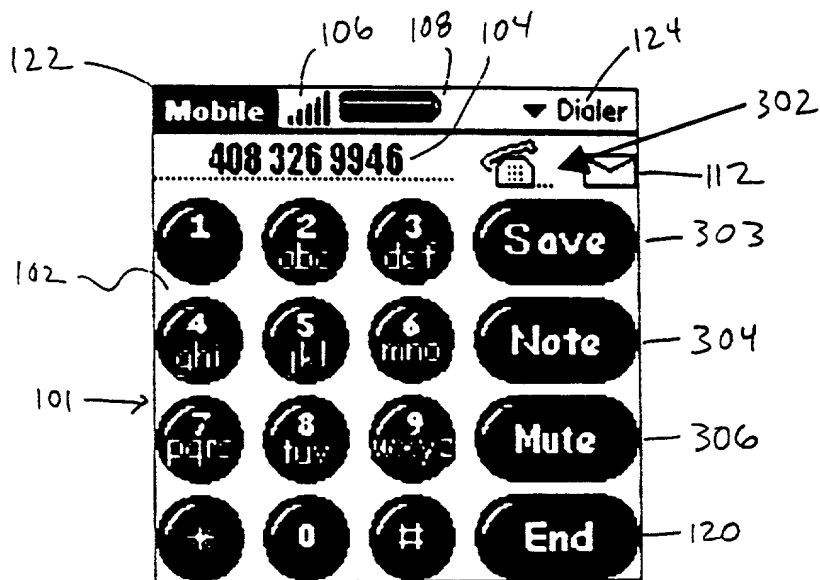 106 108 104 124
122
Mobile Dialer 302
408 326 9946 ... 112
1 2 3 Save 303
abc def
102
4 5 6 Note 304
ghi jkl mno
101
7 8 9 Mute 306
pqrs tuv wxyz
0 # End 120